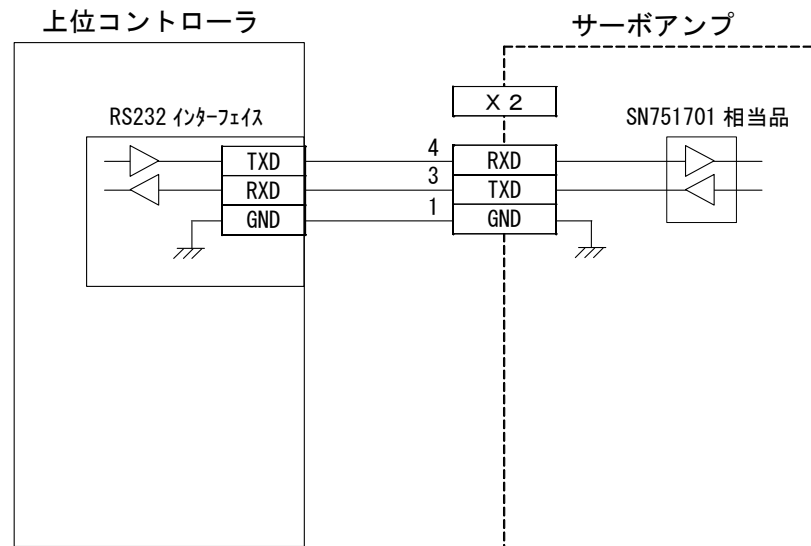 上位コントローラ
サーボアンプ
X 2
RS232 インターフェイス
SN751701 相当品
TXD
4
RXD
RXD
3
TXD
GND
1
GND